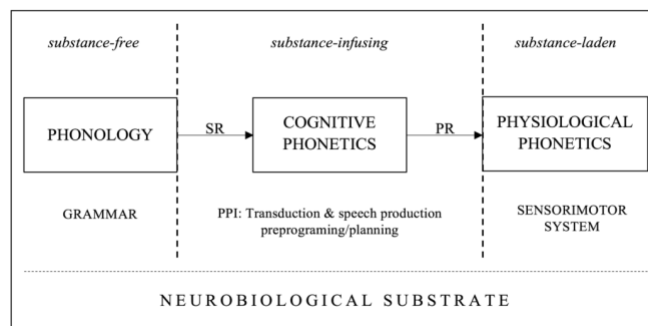 substance-free
substance-infusing
substance-laden
PHONOLOGY
SR
COGNITIVE
PHONETICS
PR
PHYSIOLOGICAL
PHONETICS
GRAMMAR
PPI: Transduction & speech production
preprograming/planning
SENSORIMOTOR
SYSTEM
NEUROBIOLOGICAL SUBSTRATE